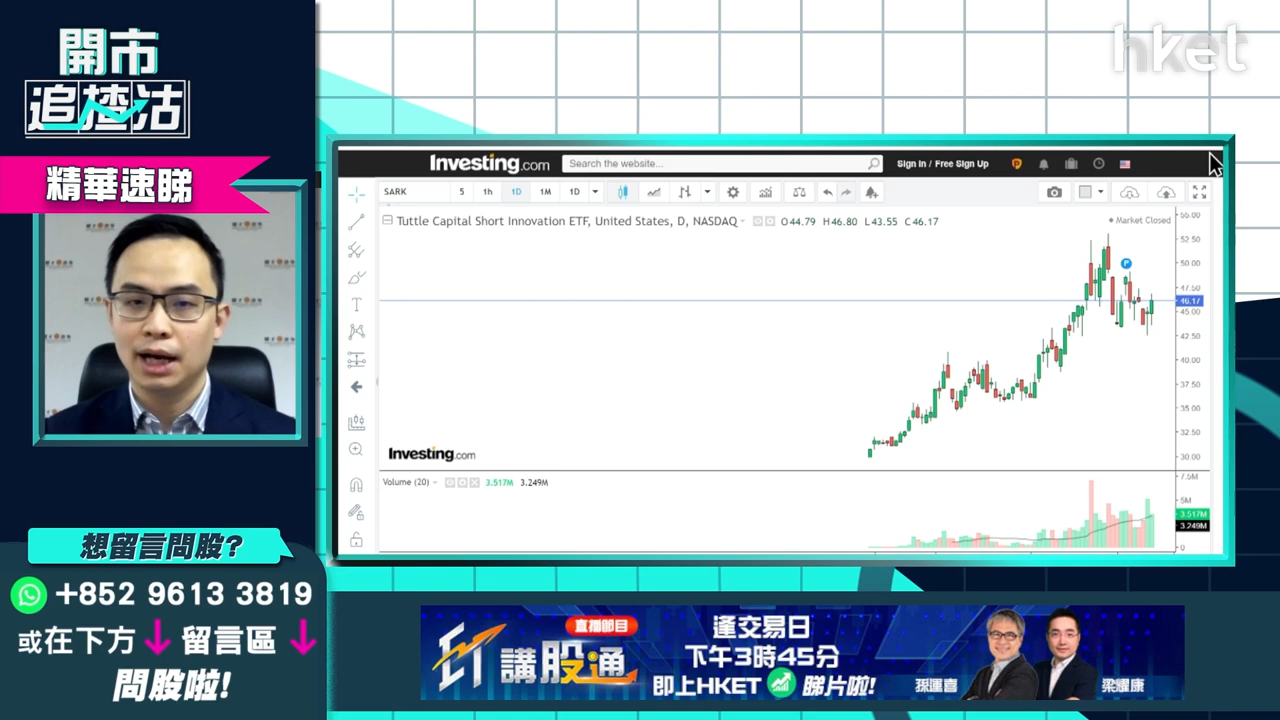 hket
開市
追揸沽
精華速睇
Investing.com
Search the website...
Sign In / Free Sign Up
SARK
5
1h
1D
1M
1D
Tuttle Capital Short Innovation ETF, United States, D, NASDAQ
O44.79 H46.80 L43.55 C46.17
Market Closed
55.00
52.50
50.00
47.50
46.17
45.00
42.50
40.00
37.50
35.00
32.50
30.00
P
Investing.com
Volume (20)
3.517M
3.249M
7.5M
5M
3.517M
3.249M
0
想留言問股?
+852 9613 3819
或在下方 留言區
問股啦!
ET
講股通
直播節目
逢交易日
下午3時45分
即上HKET 睇片啦!
孫運喜
梁耀康